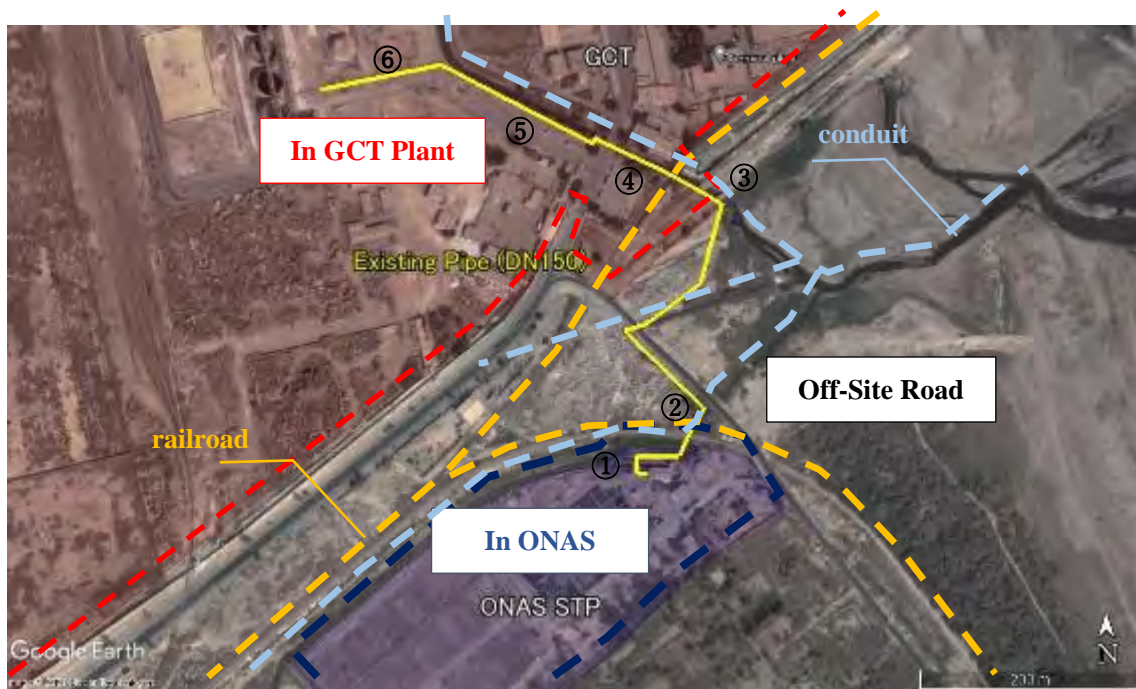 ⑥
GCT
⑤
In GCT Plant
conduit
④
③
Existing Pipe (DN150)
Off-Site Road
②
railroad
①
In ONAS
ONAS STP
Google Earth
N
200 m